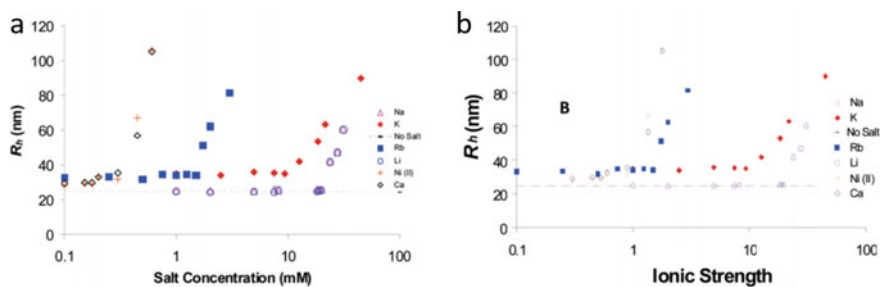 a
120
100
80
60
40
20
0
Rh (nm)
0.1
1
10
100
Salt Concentration (mM)
Na
K
No Salt
Rb
Li
Ni (II)
Ca
b
120
100
80
60
40
20
0
Rh (nm)
B
0.1
1
10
100
Ionic Strength
Na
K
No Salt
Rb
Li
Ni (II)
Ca